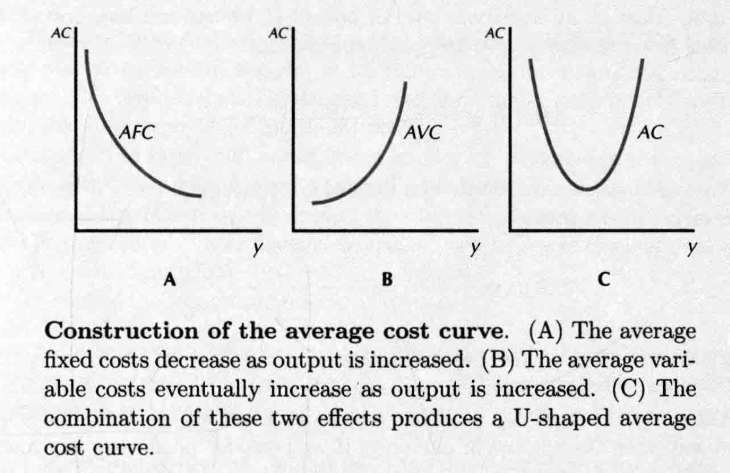 AC
AC
AC
AFC
AVC
AC
y
y
y
A
B
C
Construction of the average cost curve. (A) The average
fixed costs decrease as output is increased. (B) The average vari-
able costs eventually increase as output is increased. (C) The
combination of these two effects produces a U-shaped average
cost curve.